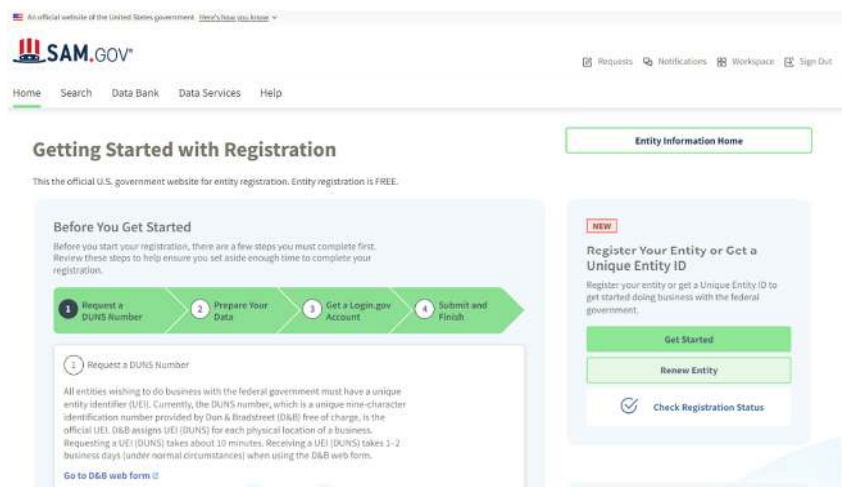 An official website of the United States government Here's how you know
SAM.GOV®
Requests Notifications Workspace Sign Out
Home Search Data Bank Data Services Help
Getting Started with Registration
Entity Information Home
This the official U.S. government website for entity registration. Entity registration is FREE.
Before You Get Started
Before you start your registration, there are a few steps you must complete first.
Review these steps to help ensure you set aside enough time to complete your
registration.
1 Request a
DUNS Number
2 Prepare Your
Data
3 Get a Login.gov
Account
4 Submit and
Finish
1 Request a DUNS Number
All entities wishing to do business with the federal government must have a unique
entity identifier (UEI). Currently, the DUNS number, which is a unique nine-character
identification number provided by Dun & Bradstreet (D&B) free of charge, is the
official UEI. D&B assigns UEI (DUNS) for each physical location of a business.
Requesting a UEI (DUNS) takes about 10 minutes. Receiving a UEI (DUNS) takes 1-2
business days (under normal circumstances) when using the D&B web form.
Go to D&B web form
NEW
Register Your Entity or Get a
Unique Entity ID
Register your entity or get a Unique Entity ID to
get started doing business with the federal
government.
Get Started
Renew Entity
Check Registration Status